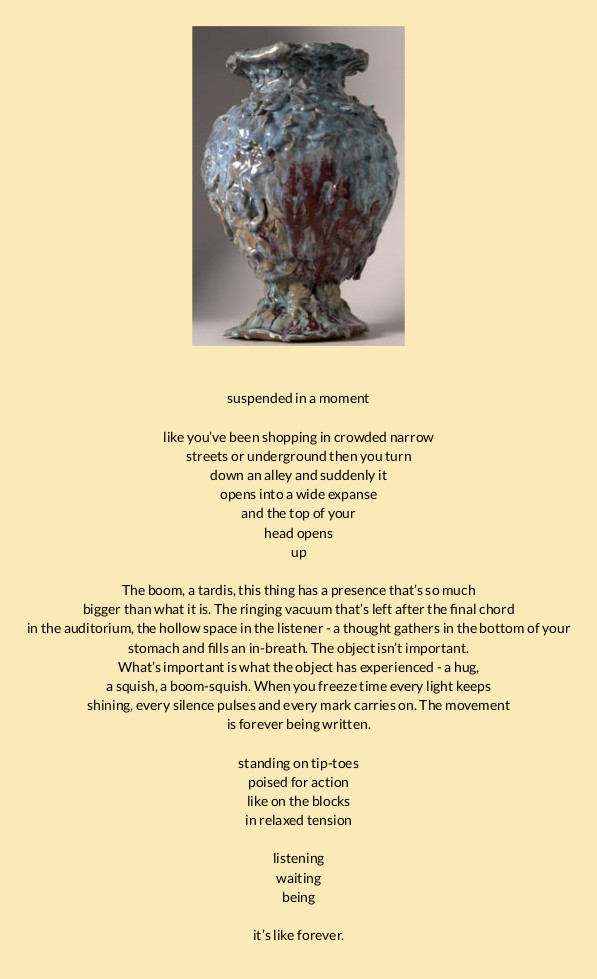 suspended in a moment
like you've been shopping in crowded narrow
streets or underground then you turn
down an alley and suddenly it
opens into a wide expanse
and the top of your
head opens
up
The boom, a tardis, this thing has a presence that's so much
bigger than what it is. The ringing vacuum that's left after the final chord
in the auditorium, the hollow space in the listener - a thought gathers in the bottom of your
stomach and fills an in-breath. The object isn't important.
What's important is what the object has experienced - a hug,
a squish, a boom-squish. When you freeze time every light keeps
shining, every silence pulses and every mark carries on. The movement
is forever being written.
standing on tip-toes
poised for action
like on the blocks
in relaxed tension
listening
waiting
being
it's like forever.